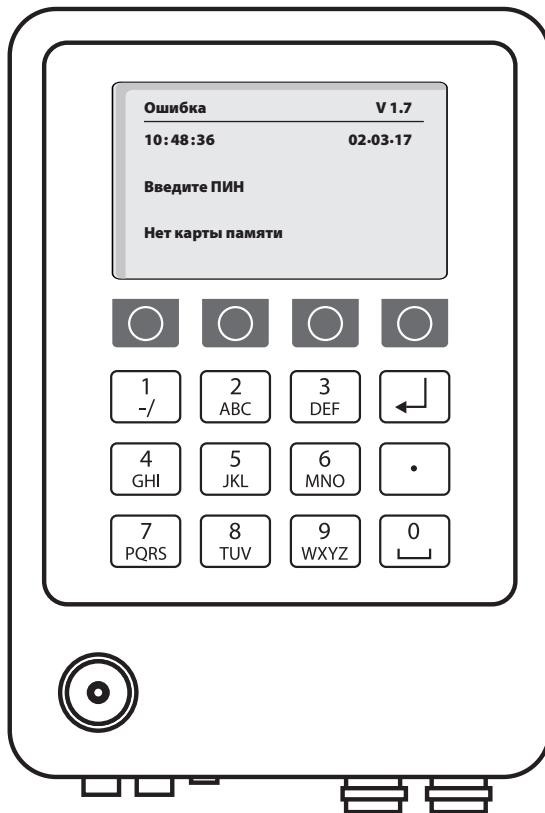 Ошибка V 1.7
10:48:36 02-03-17
Введите ПИН
Нет карты памяти
1 2 3
-/ ABC DEF
4 5 6 .
GHI JKL MNO
7 8 9 0
PQRS TUV WXYZ